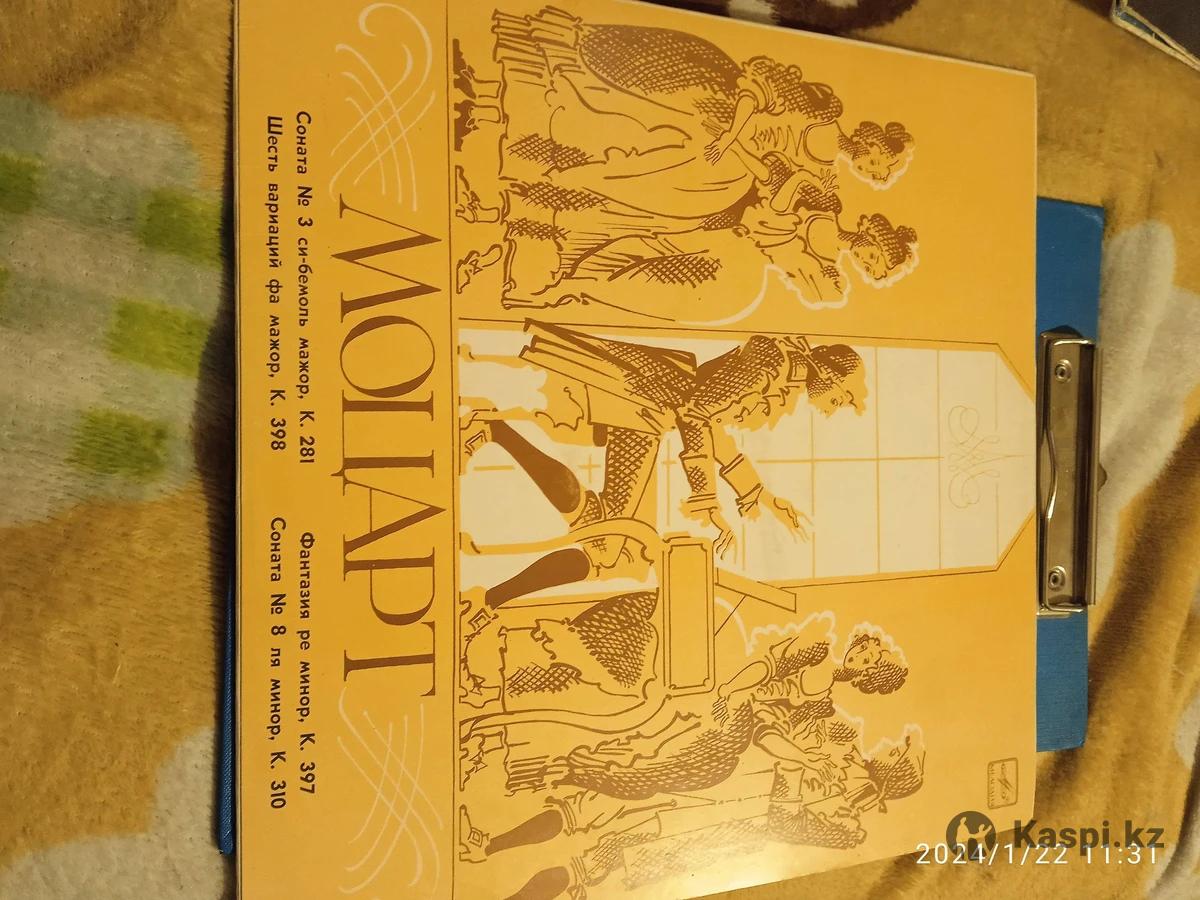 МОЦАРТ
Соната № 3 си-бемоль мажор, К. 281
Шесть вариаций фа мажор, К. 398
Фантазия ре минор, К. 397
Соната № 8 ля минор, К. 310
Kaspi.kz
2024/1/22 11:31